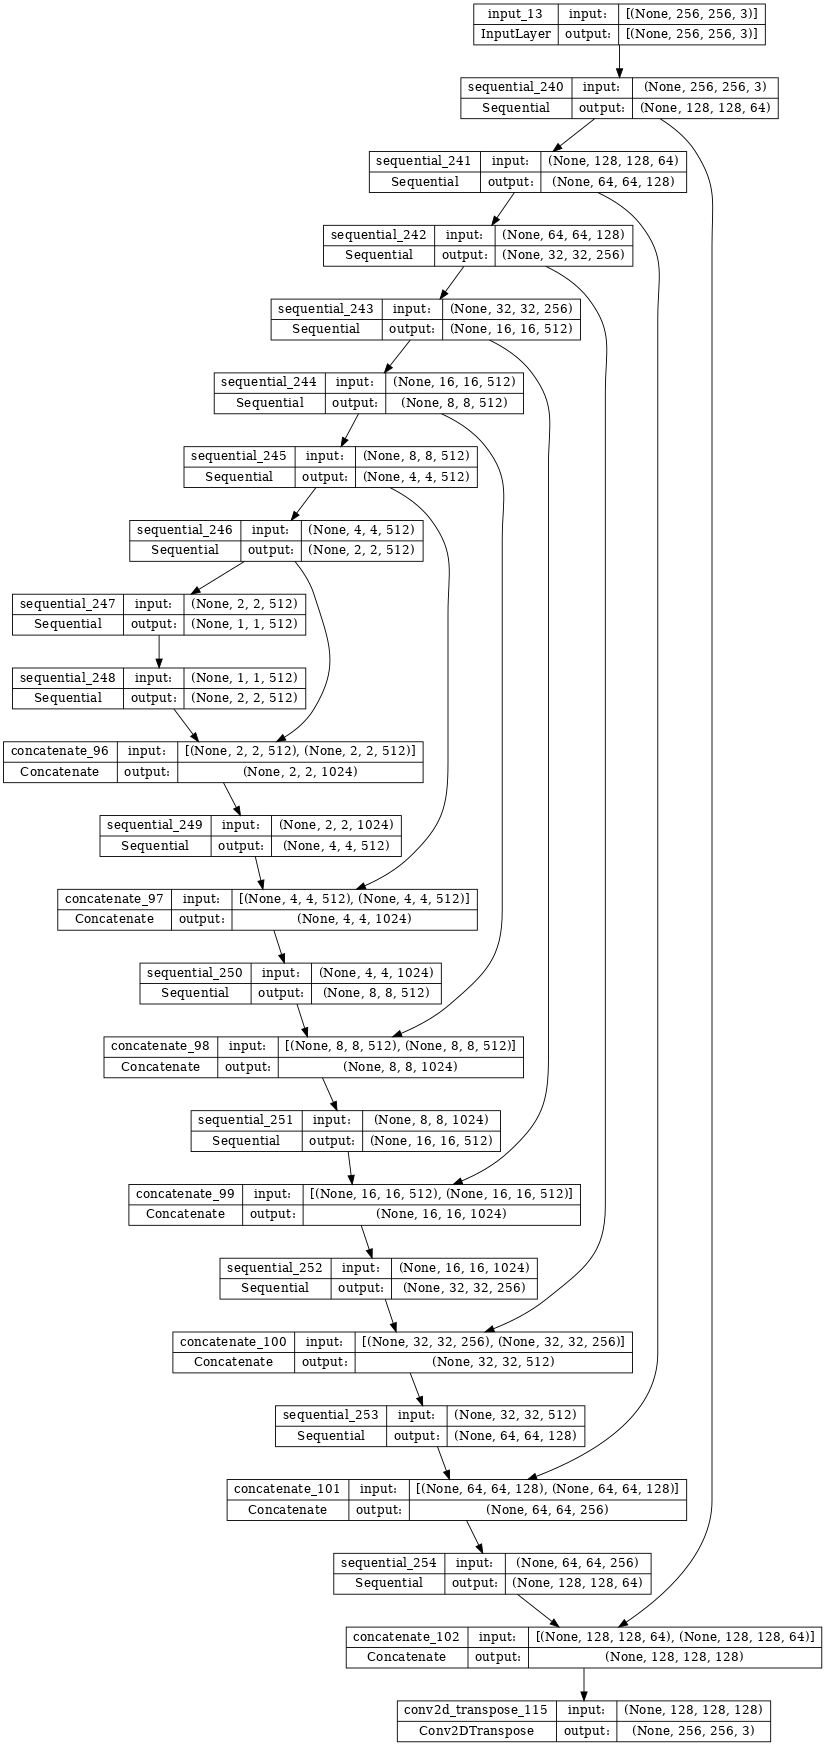 input_13 input: [(None, 256, 256, 3)]
InputLayer output: [(None, 256, 256, 3)]
sequential_240 input: (None, 256, 256, 3)
Sequential output: (None, 128, 128, 64)
sequential_241 input: (None, 128, 128, 64)
Sequential output: (None, 64, 64, 128)
sequential_242 input: (None, 64, 64, 128)
Sequential output: (None, 32, 32, 256)
sequential_243 input: (None, 32, 32, 256)
Sequential output: (None, 16, 16, 512)
sequential_244 input: (None, 16, 16, 512)
Sequential output: (None, 8, 8, 512)
sequential_245 input: (None, 8, 8, 512)
Sequential output: (None, 4, 4, 512)
sequential_246 input: (None, 4, 4, 512)
Sequential output: (None, 2, 2, 512)
sequential_247 input: (None, 2, 2, 512)
Sequential output: (None, 1, 1, 512)
sequential_248 input: (None, 1, 1, 512)
Sequential output: (None, 2, 2, 512)
concatenate_96 input: [(None, 2, 2, 512), (None, 2, 2, 512)]
Concatenate output: (None, 2, 2, 1024)
sequential_249 input: (None, 2, 2, 1024)
Sequential output: (None, 4, 4, 512)
concatenate_97 input: [(None, 4, 4, 512), (None, 4, 4, 512)]
Concatenate output: (None, 4, 4, 1024)
sequential_250 input: (None, 4, 4, 1024)
Sequential output: (None, 8, 8, 512)
concatenate_98 input: [(None, 8, 8, 512), (None, 8, 8, 512)]
Concatenate output: (None, 8, 8, 1024)
sequential_251 input: (None, 8, 8, 1024)
Sequential output: (None, 16, 16, 512)
concatenate_99 input: [(None, 16, 16, 512), (None, 16, 16, 512)]
Concatenate output: (None, 16, 16, 1024)
sequential_252 input: (None, 16, 16, 1024)
Sequential output: (None, 32, 32, 256)
concatenate_100 input: [(None, 32, 32, 256), (None, 32, 32, 256)]
Concatenate output: (None, 32, 32, 512)
sequential_253 input: (None, 32, 32, 512)
Sequential output: (None, 64, 64, 128)
concatenate_101 input: [(None, 64, 64, 128), (None, 64, 64, 128)]
Concatenate output: (None, 64, 64, 256)
sequential_254 input: (None, 64, 64, 256)
Sequential output: (None, 128, 128, 64)
concatenate_102 input: [(None, 128, 128, 64), (None, 128, 128, 64)]
Concatenate output: (None, 128, 128, 128)
conv2d_transpose_115 input: (None, 128, 128, 128)
Conv2DTranspose output: (None, 256, 256, 3)